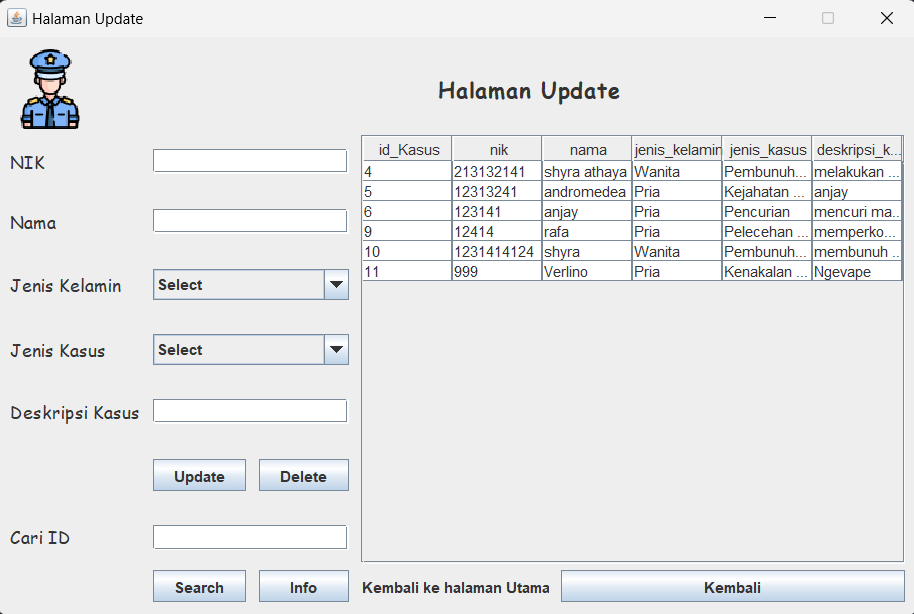 Halaman Update
Halaman Update
NIK
Nama
Jenis Kelamin Select
Jenis Kasus Select
Deskripsi Kasus
Update Delete
Cari ID
Search Info
id_Kasus nik nama jenis_kelamin jenis_kasus deskripsi_k...
4 213132141 shyra athaya Wanita Pembunuh... melakukan ...
5 12313241 andromedea Pria Kejahatan ... anjay
6 123141 anjay Pria Pencurian mencuri ma...
9 12414 rafa Pria Pelecehan ... memperko...
10 1231414124 shyra Wanita Pembunuh... membunuh ...
11 999 Verlino Pria Kenakalan ... Ngevape
Kembali ke halaman Utama Kembali